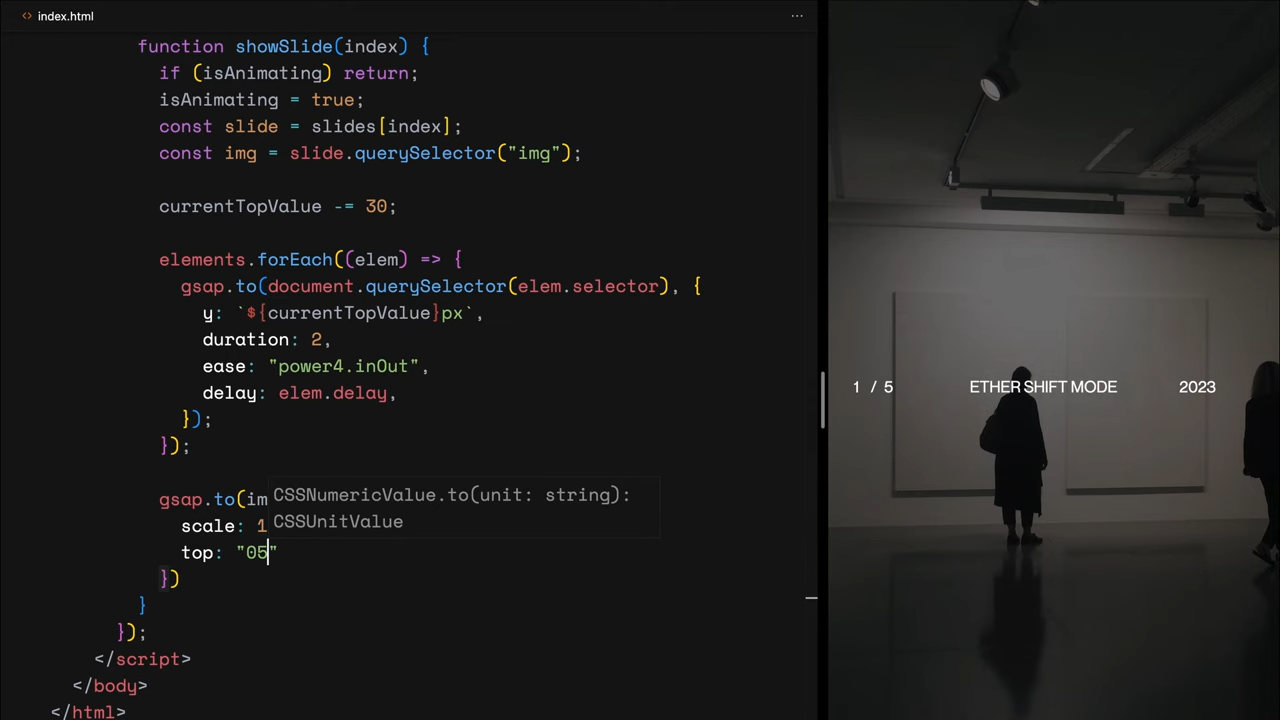 index.html
function showSlide(index) {
if (isAnimating) return;
isAnimating = true;
const slide = slides[index];
const img = slide.querySelector("img");
currentTopValue -= 30;
elements.forEach((elem) => {
gsap.to(document.querySelector(elem.selector), {
y: `${currentTopValue}px`,
duration: 2,
ease: "power4.inOut",
delay: elem.delay,
});
});
gsap.to(im
CSSNumericValue.to(unit: string):
CSSUnitValue
scale: 1
top: "05"
})
}
});
</script>
</body>
</html>
1 / 5
ETHER SHIFT MODE
2023